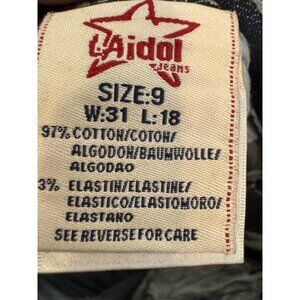 L'Aidol
Jeans
SIZE:9
W:31 L:18
97% COTTON/COTON/
ALGODON/BAUMWOLLE/
ALGODAO
3% ELASTIN/ELASTINE/
ELASTICO/ELASTOMORO/
ELASTANO
SEE REVERSE FOR CARE